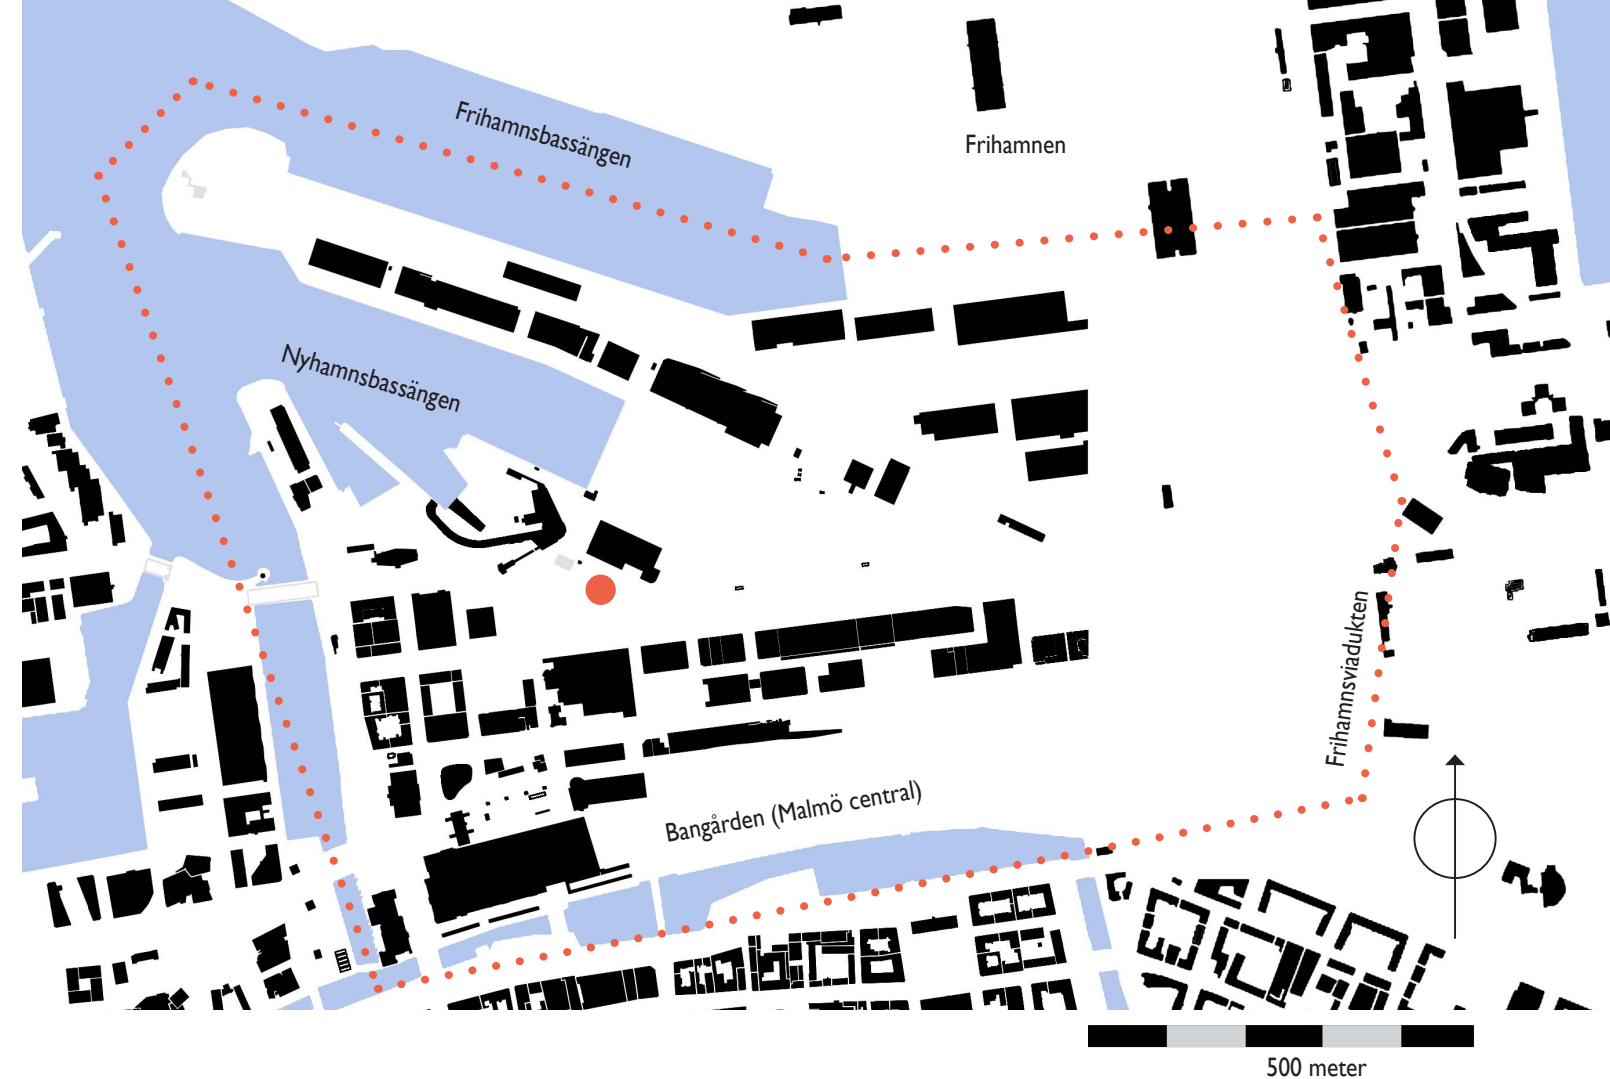 Frihamnsbassängen
Frihamnen
Nyhamnsbassängen
Frihamnsviadukten
Bangården (Malmö central)
500 meter